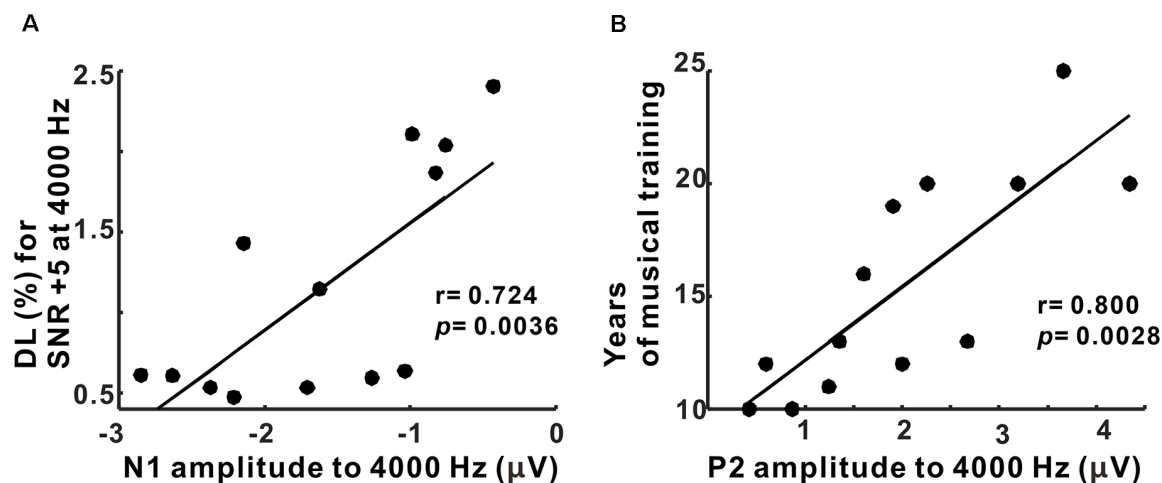 A
DL (%) for
SNR +5 at 4000 Hz
2.5
1.5
0.5
-3
-2
-1
0
r= 0.724
p= 0.0036
N1 amplitude to 4000 Hz (μV)
B
Years
of musical training
25
20
15
10
1
2
3
4
r= 0.800
p= 0.0028
P2 amplitude to 4000 Hz (μV)